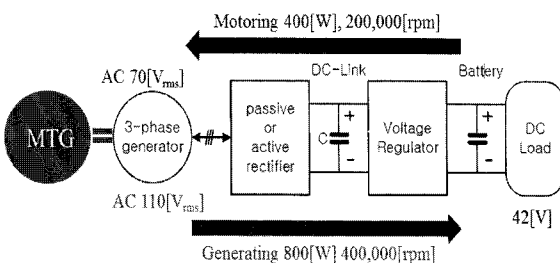 Motoring 400[W], 200,000[rpm]
AC 70[Vrms]
DC-Link
Battery
MTG
3-phase
generator
passive
or
active
rectifier
+
C
-
Voltage
Regulator
+
-
DC
Load
AC 110[Vrms]
42[V]
Generating 800[W] 400,000[rpm]